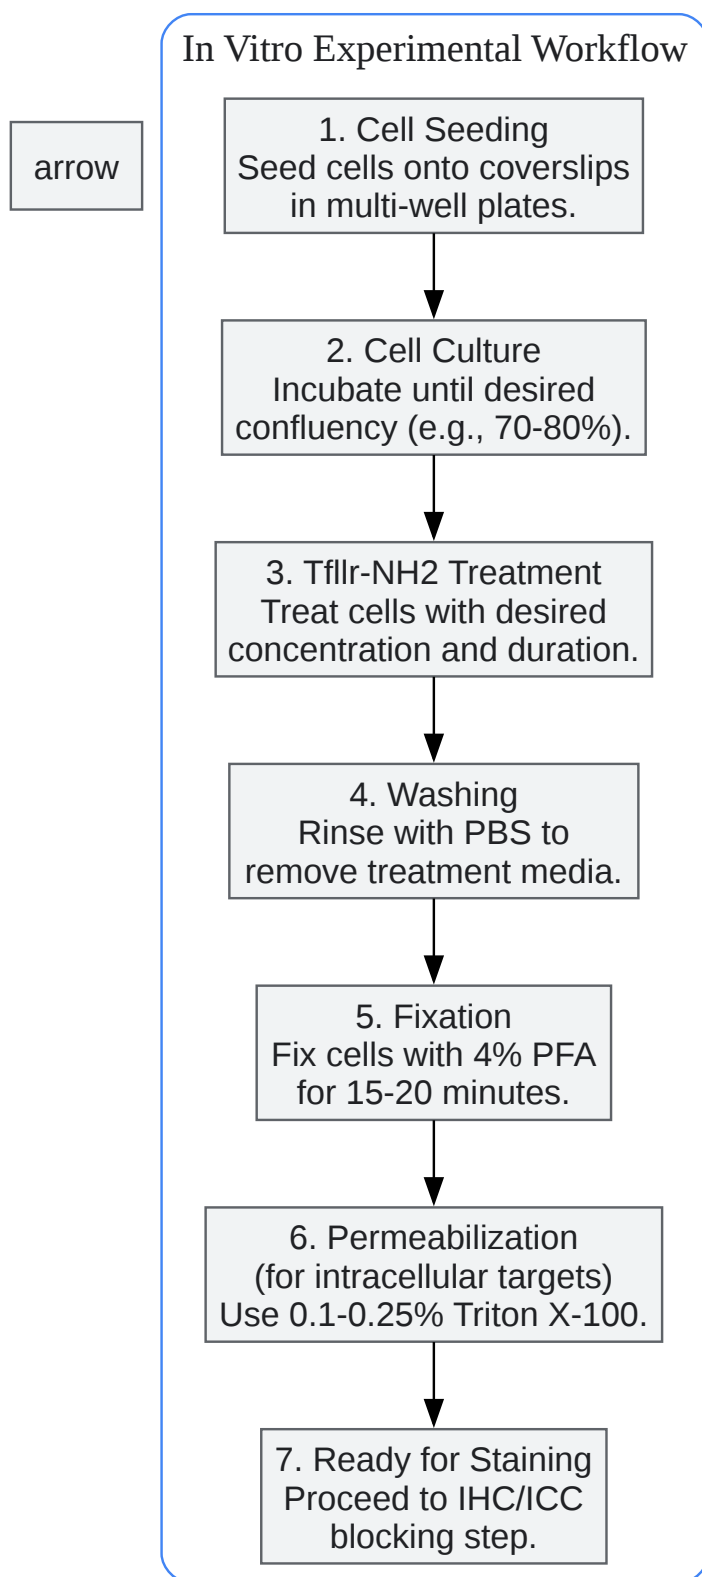 In Vitro Experimental Workflow
arrow
1. Cell Seeding
Seed cells onto coverslips
in multi-well plates.
2. Cell Culture
Incubate until desired
confluency (e.g., 70-80%).
3. Tfllr-NH2 Treatment
Treat cells with desired
concentration and duration.
4. Washing
Rinse with PBS to
remove treatment media.
5. Fixation
Fix cells with 4% PFA
for 15-20 minutes.
6. Permeabilization
(for intracellular targets)
Use 0.1-0.25% Triton X-100.
7. Ready for Staining
Proceed to IHC/ICC
blocking step.